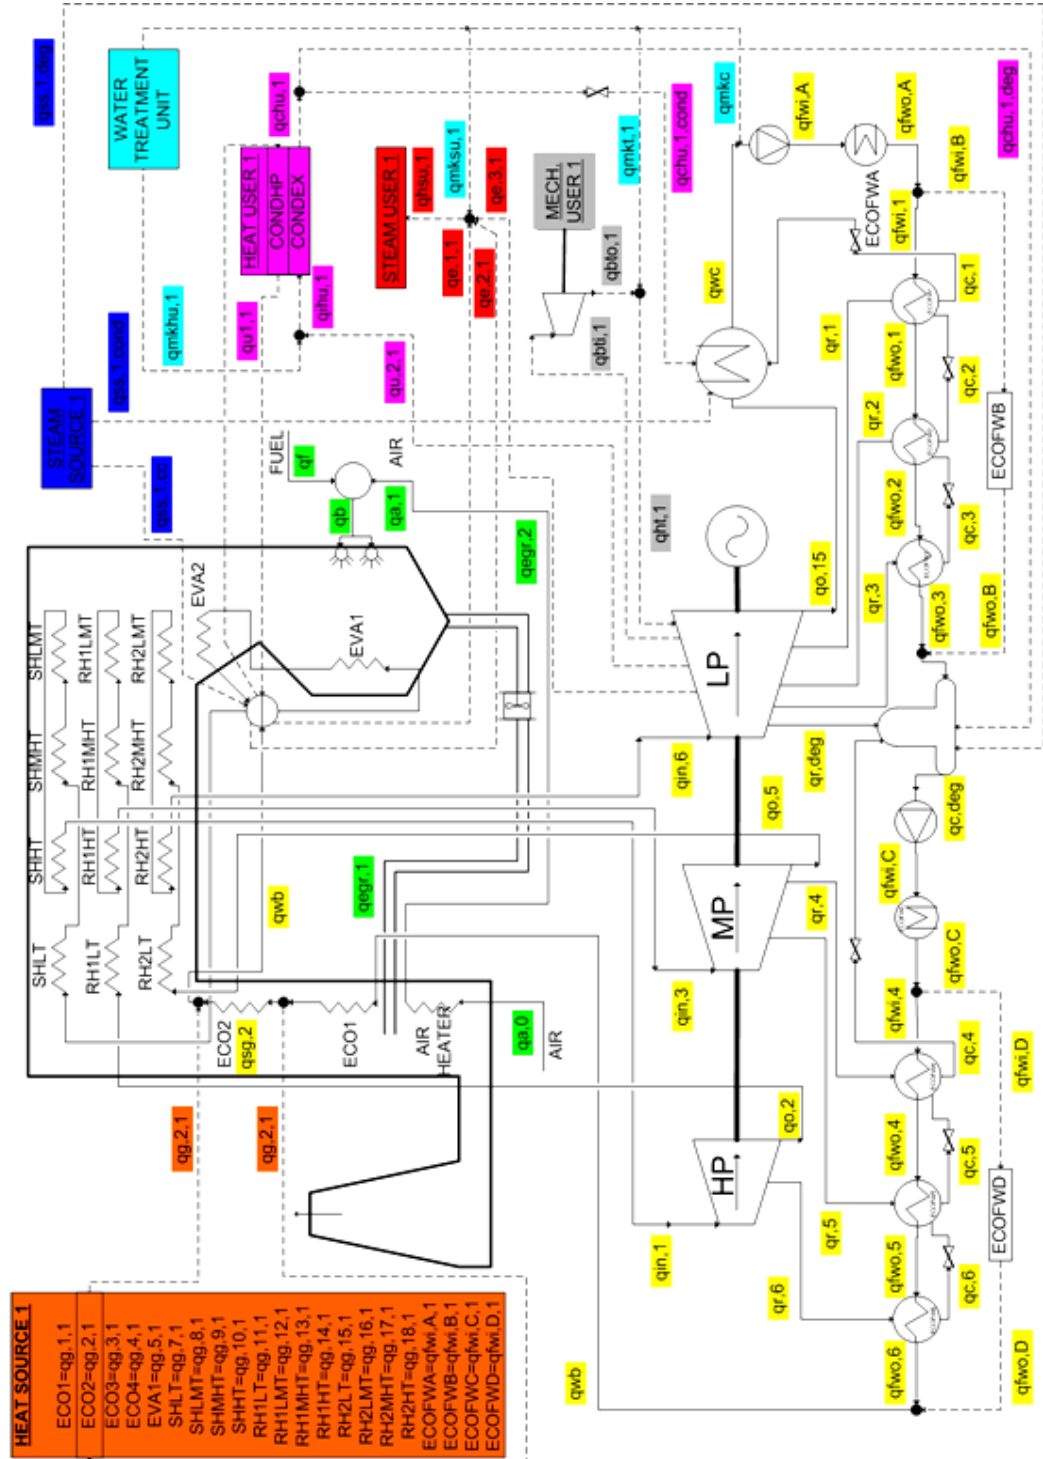 HEAT SOURCE 1
ECO1=qg,1,1
ECO2=qg,2,1
ECO3=qg,3,1
ECO4=qg,4,1
EVA1=qg,5,1
SHLT=qg,7,1
SHLMT=qg,8,1
SHMHT=qg,9,1
SHHT=qg,10,1
RH1LT=qg,11,1
RH1LMT=qg,12,1
RH1MHT=qg,13,1
RH1HT=qg,14,1
RH2LT=qg,15,1
RH2LMT=qg,16,1
RH2MHT=qg,17,1
RH2HT=qg,18,1
ECOFWA=qfwi,A,1
ECOFWB=qfwi,B,1
ECOFWC=qfwi,C,1
ECOFWD=qfwi,D,1
qg,2,1
qg,2,1
SHLT
SHHT
SHMHT
SHLMT
RH1LT
RH1HT
RH1MHT
RH1LMT
RH2LT
RH2HT
RH2MHT
RH2LMT
EVA2
EVA1
ECO2
qsg,2
ECO1
AIR
HEATER
AIR
qa,0
qwb
qegr,1
qegr,2
STEAM
SOURCE 1
qss,1,deg
qss,1,cond
qss,1,cc
WATER
TREATMENT
UNIT
qmkhu,1
HEAT USER 1
CONDHP
CONDEX
qchu,1
qu1,1
qihu,1
qu,2,1
FUEL
qf
qb
AIR
qa,1
STEAM USER 1
qhsu,1
qmksu,1
qe,1,1
qe,2,1
qe,3,1
MECH.
USER 1
qbti,1
qbto,1
qmkt,1
qht,1
qchu,1,cond
qmkc
qwc
qfwi,A
qfwo,A
qfwi,B
ECOFWA
qchu,1,deg
HP
MP
LP
qin,1
qo,2
qin,3
qo,5
qin,6
qo,15
qwb
qr,6
qr,5
qr,4
qr,deg
qr,3
qr,2
qr,1
qfwo,6
qfwo,5
qfwo,4
qfwi,4
qfwo,C
qfwi,C
qc,deg
qfwo,3
qfwo,2
qfwo,1
qfwi,1
qc,6
qc,5
qc,4
qc,3
qc,2
qc,1
qfwo,D
ECOFWD
qfwi,D
qfwo,B
ECOFWB